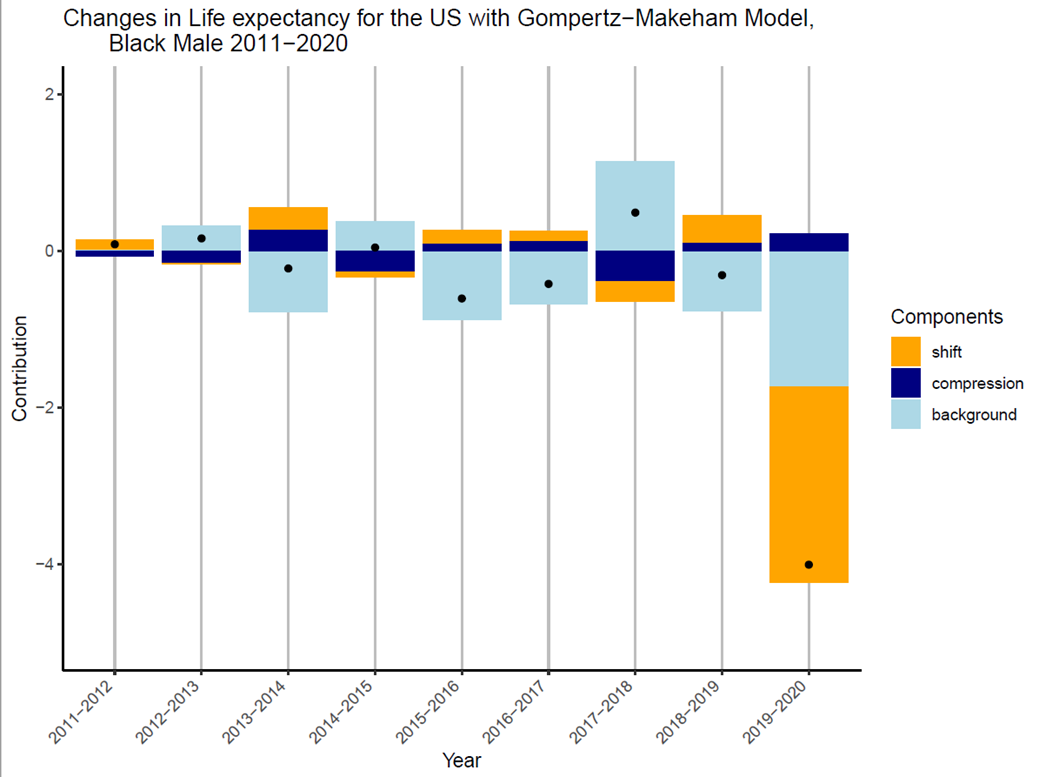 Changes in Life expectancy for the US with Gompertz−Makeham Model,
Black Male 2011−2020
Contribution
2
0
−2
−4
2011−2012
2012−2013
2013−2014
2014−2015
2015−2016
2016−2017
2017−2018
2018−2019
2019−2020
Year
Components
shift
compression
background